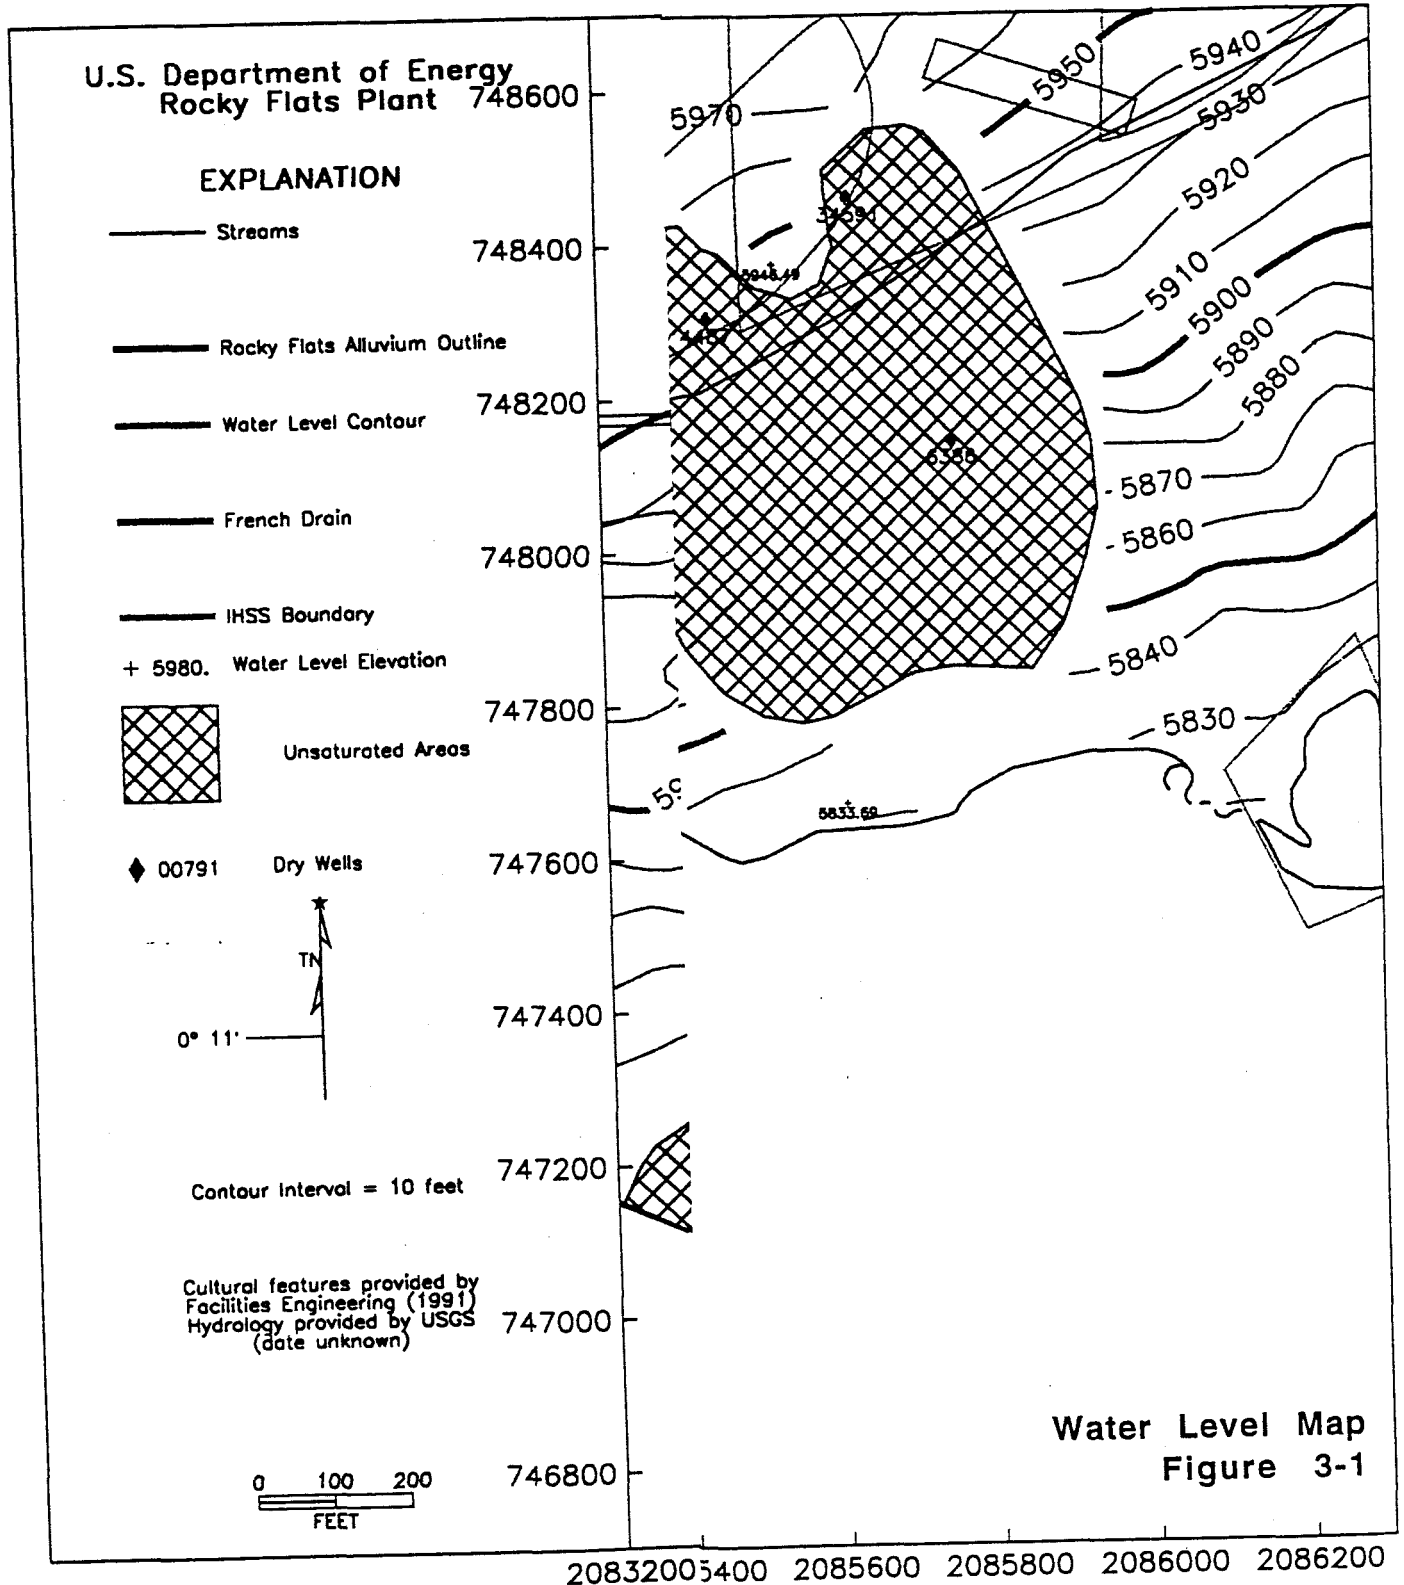 U.S. Department of Energy
Rocky Flats Plant
EXPLANATION
Streams
Rocky Flats Alluvium Outline
Water Level Contour
French Drain
IHSS Boundary
+ 5980. Water Level Elevation
Unsaturated Areas
00791 Dry Wells
TN
0° 11'
Contour Interval = 10 feet
Cultural features provided by
Facilities Engineering (1991)
Hydrology provided by USGS
(date unknown)
0 100 200
FEET
748600
748400
748200
748000
747800
747600
747400
747200
747000
746800
5970
5950
5940
5930
5920
5910
5900
5890
5880
5870
5860
5840
5830
6386
5833.69
Water Level Map
Figure 3-1
2085600 2085800 2086000 2086200